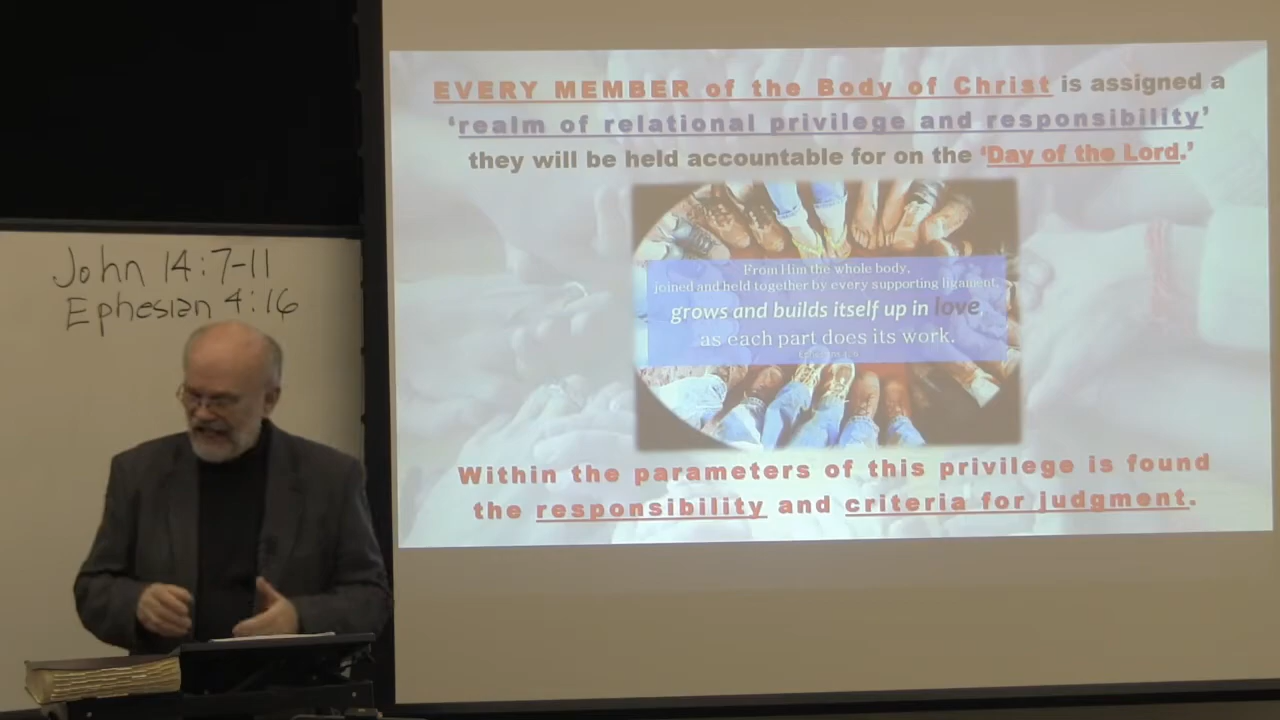 John 14:7-11
Ephesian 4:16
EVERY MEMBER of the Body of Christ is assigned a
‘realm of relational privilege and responsibility’
they will be held accountable for on the ‘Day of the Lord.’
From Him the whole body,
joined and held together by every supporting ligament,
grows and builds itself up in love,
as each part does its work.
Within the parameters of this privilege is found
the responsibility and criteria for judgment.